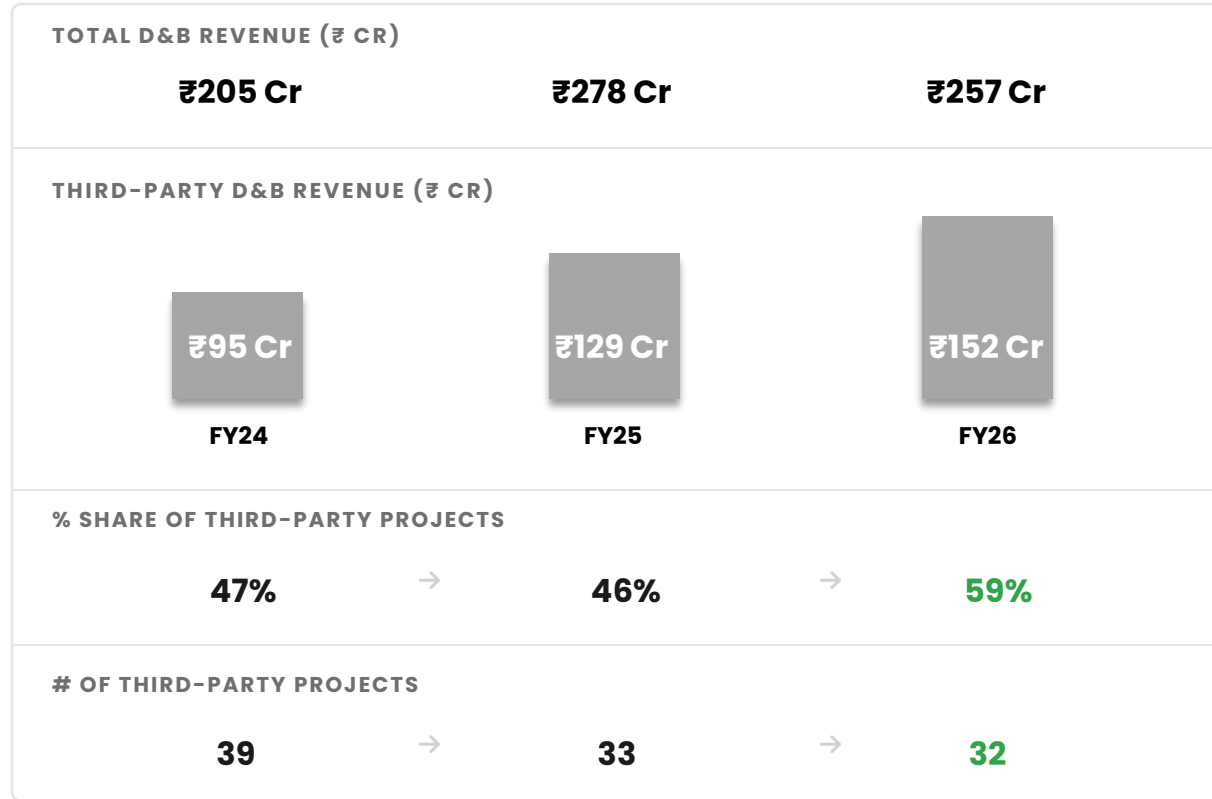 TOTAL D&B REVENUE (₹ CR)
₹205 Cr ₹278 Cr ₹257 Cr
THIRD-PARTY D&B REVENUE (₹ CR)
₹95 Cr ₹129 Cr ₹152 Cr
FY24 FY25 FY26
% SHARE OF THIRD-PARTY PROJECTS
47% → 46% → 59%
# OF THIRD-PARTY PROJECTS
39 → 33 → 32